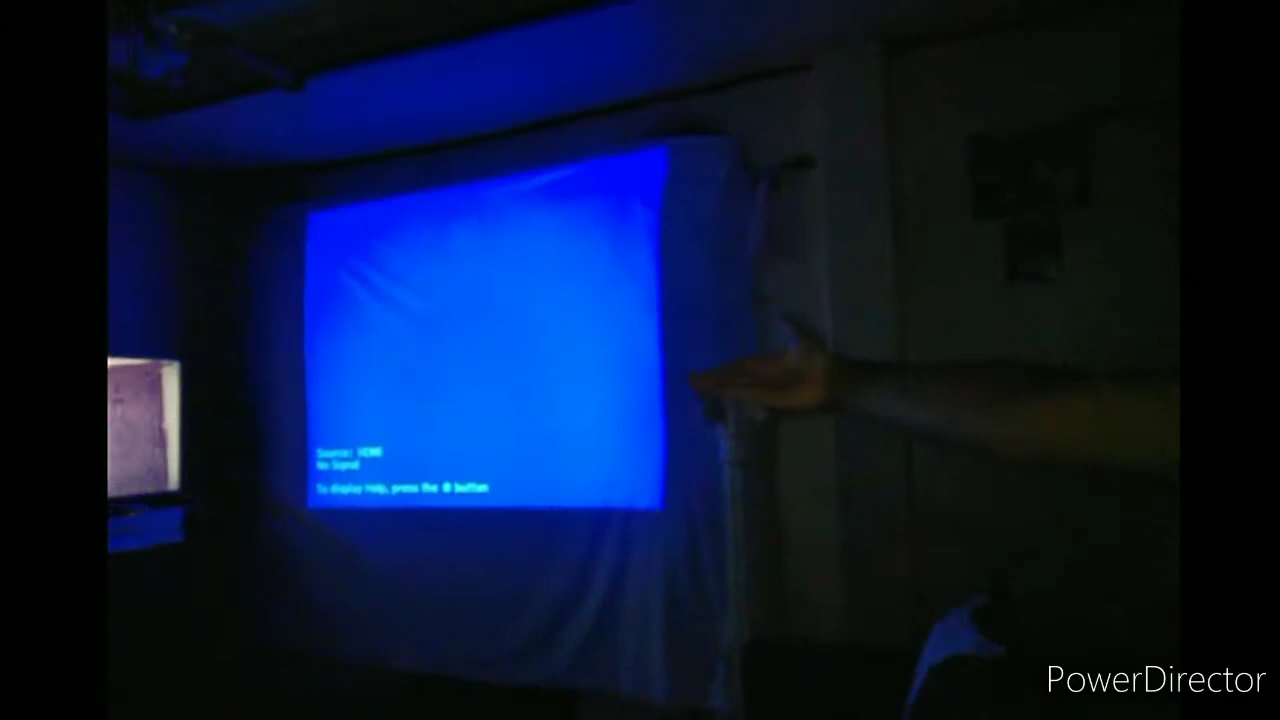 Source: HDMI
No Signal
To display Help, press the button
PowerDirector